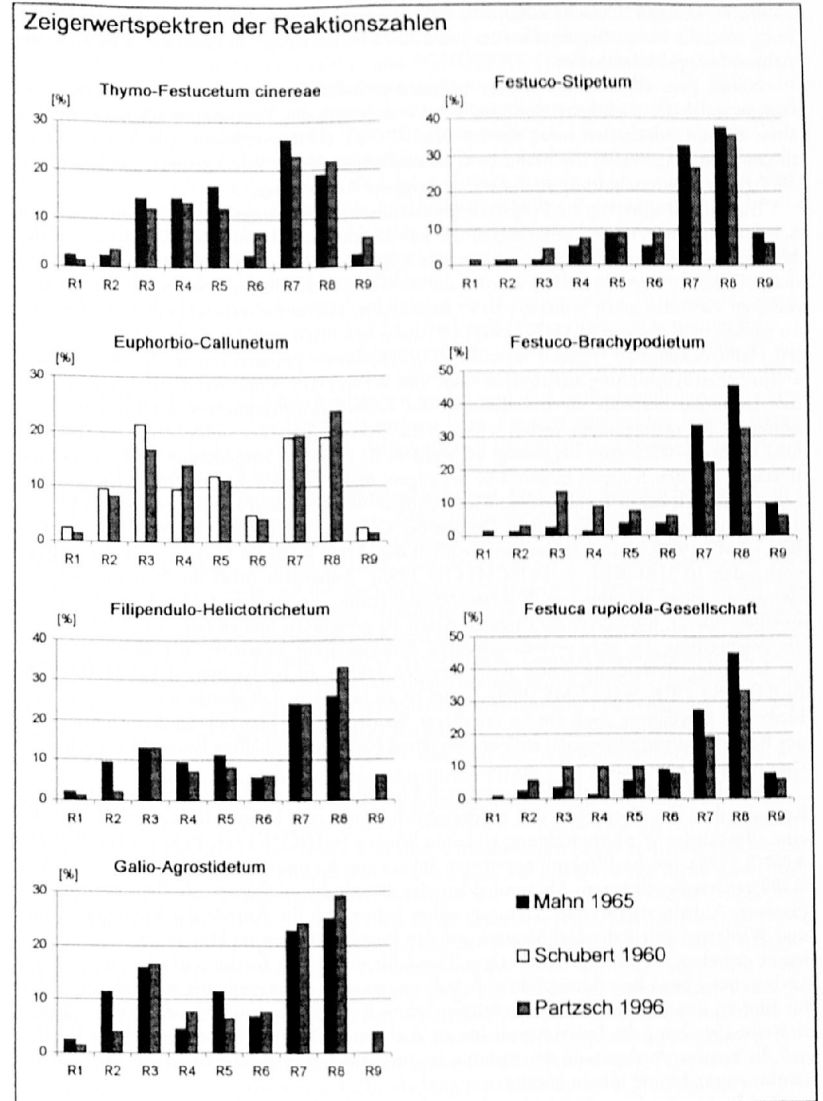 Zeigerwertspektren der Reaktionszahlen
Thymo-Festucetum cinereae
[%]
30
20
10
0
R1 R2 R3 R4 R5 R6 R7 R8 R9
Festuco-Stipetum
[%]
40
30
20
10
0
R1 R2 R3 R4 R5 R6 R7 R8 R9
Euphorbio-Callunetum
[%]
30
20
10
0
R1 R2 R3 R4 R5 R6 R7 R8 R9
Festuco-Brachypodietum
[%]
50
40
30
20
10
0
R1 R2 R3 R4 R5 R6 R7 R8 R9
Filipendulo-Helictotrichetum
[%]
40
30
20
10
0
R1 R2 R3 R4 R5 R6 R7 R8 R9
Festuca rupicola-Gesellschaft
[%]
50
40
30
20
10
0
R1 R2 R3 R4 R5 R6 R7 R8 R9
Galio-Agrostidetum
[%]
30
20
10
0
R1 R2 R3 R4 R5 R6 R7 R8 R9
Mahn 1965
Schubert 1960
Partzsch 1996